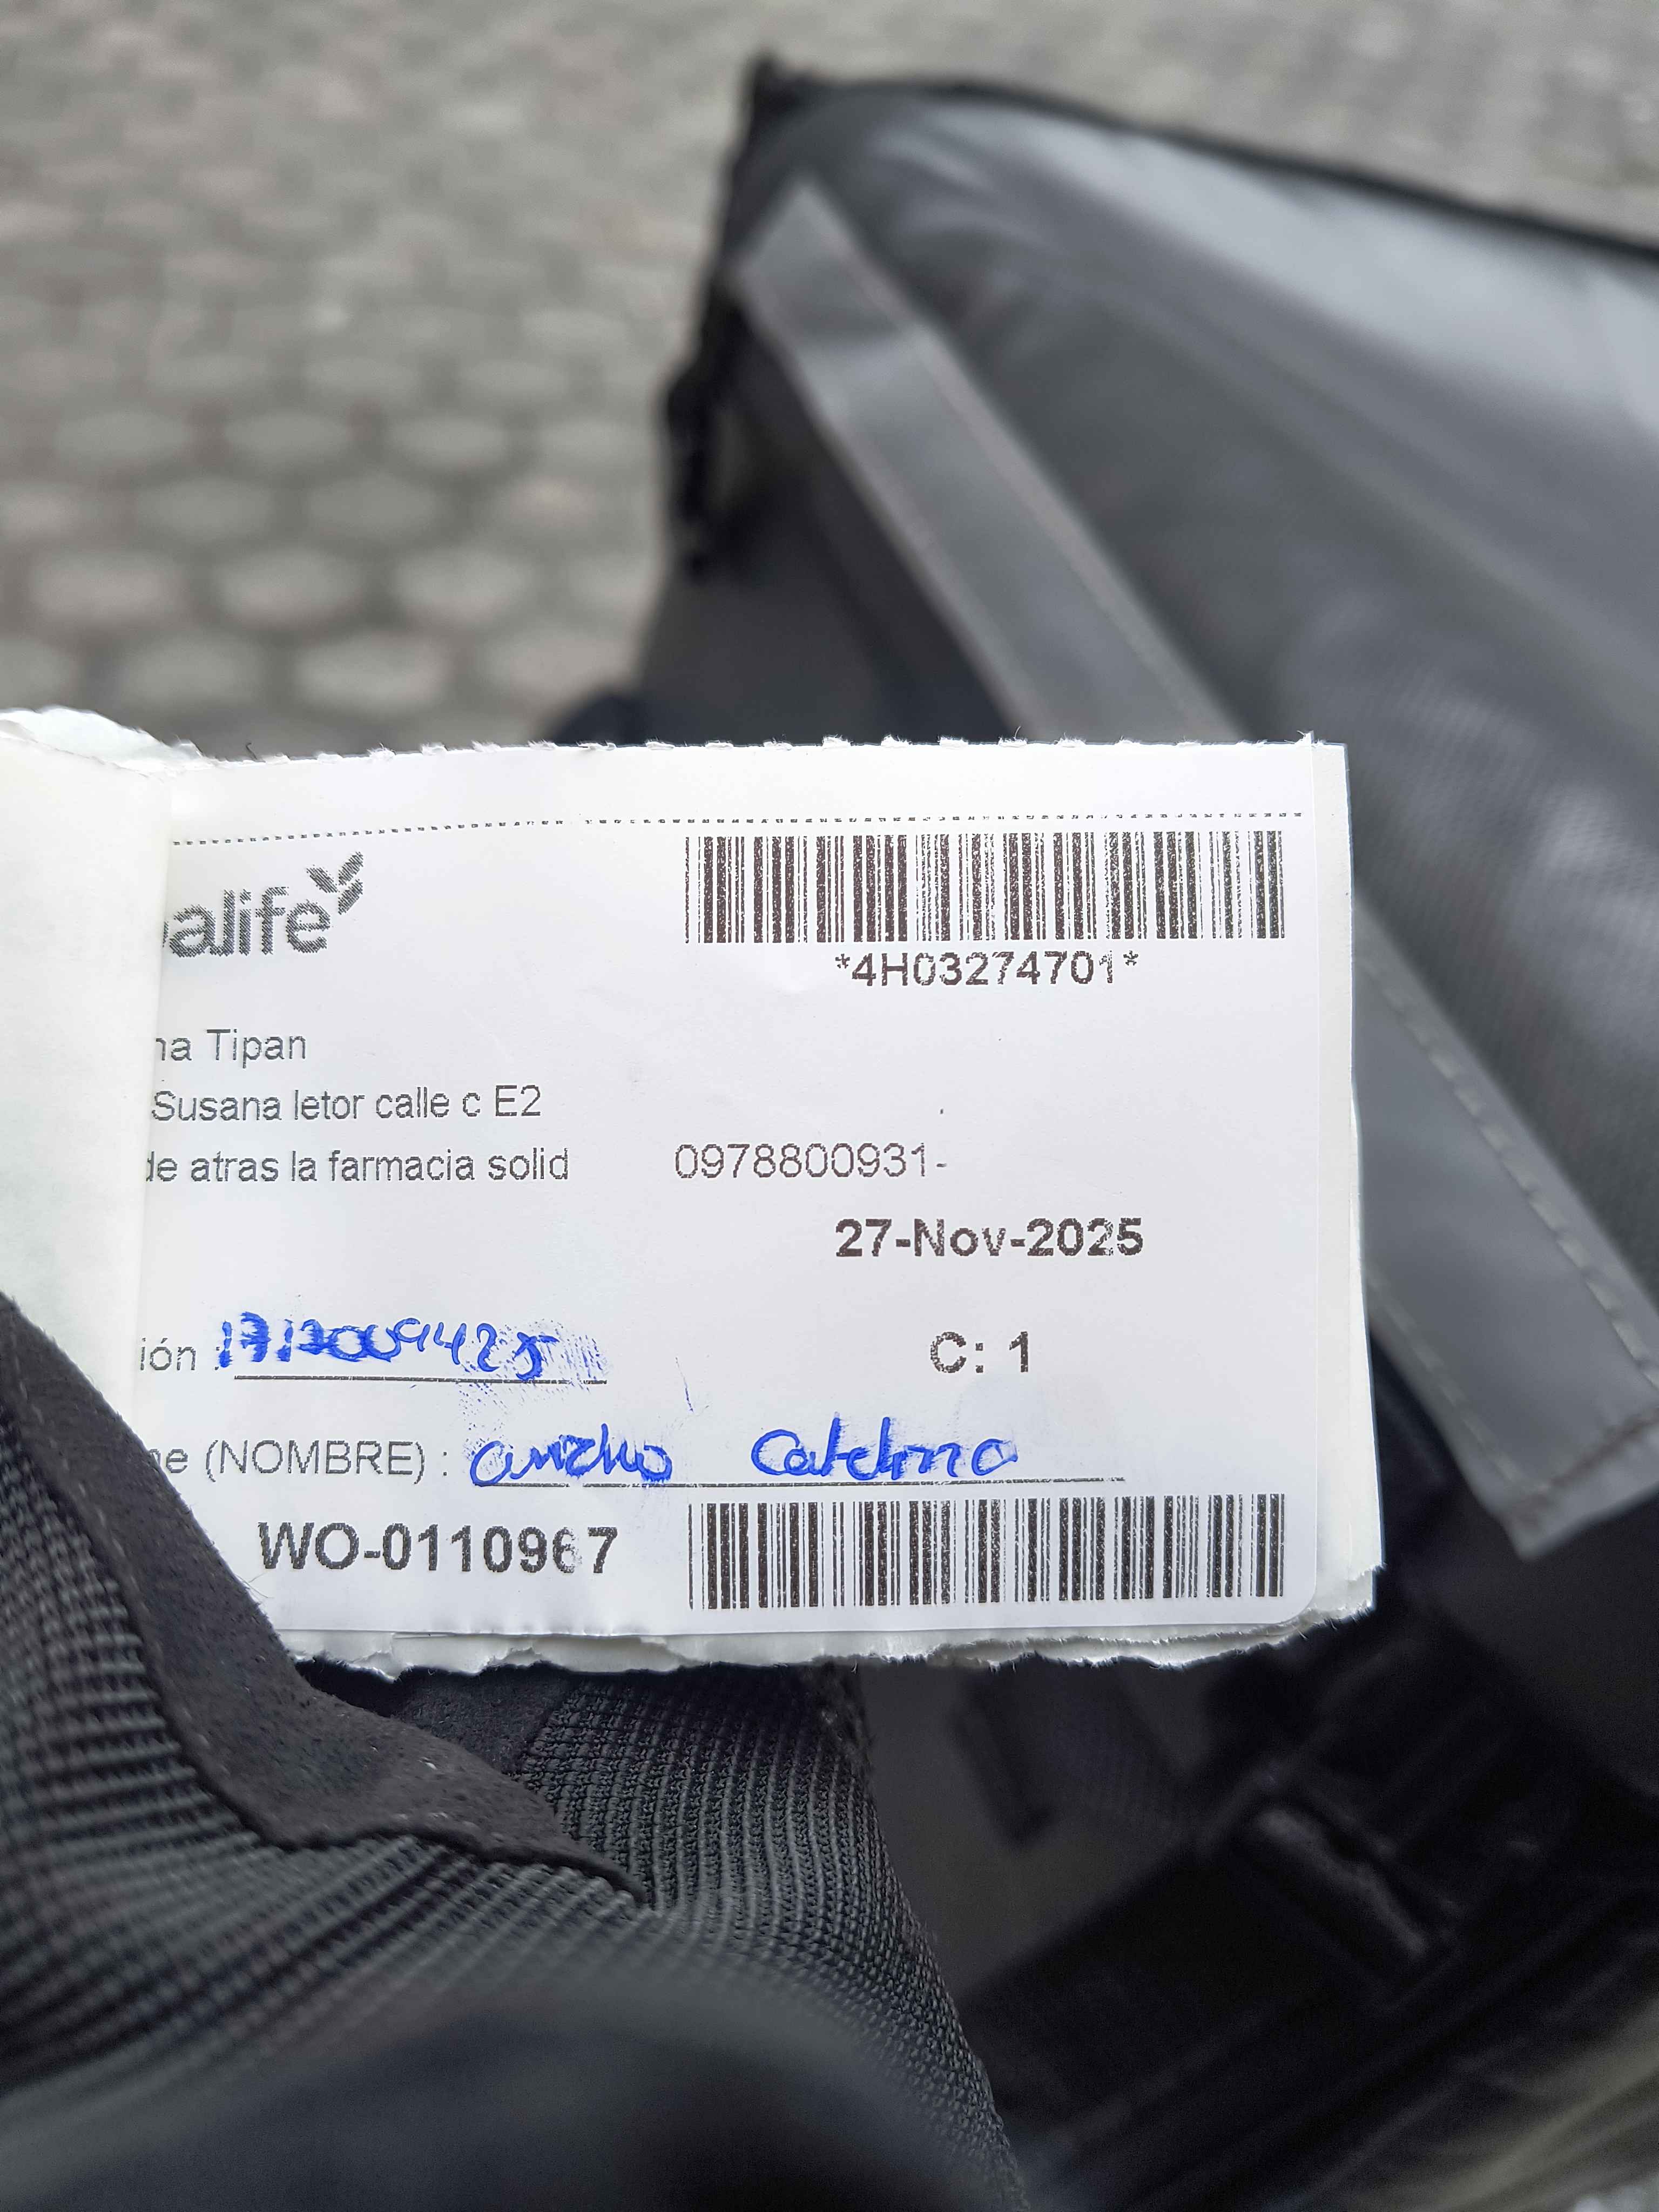 alife
*4H03274701*
na Tipan
Susana letor calle c E2
de atras la farmacia solid 0978800931-
27-Nov-2025
ión :
C: 1
ne (NOMBRE) :
WO-0110967